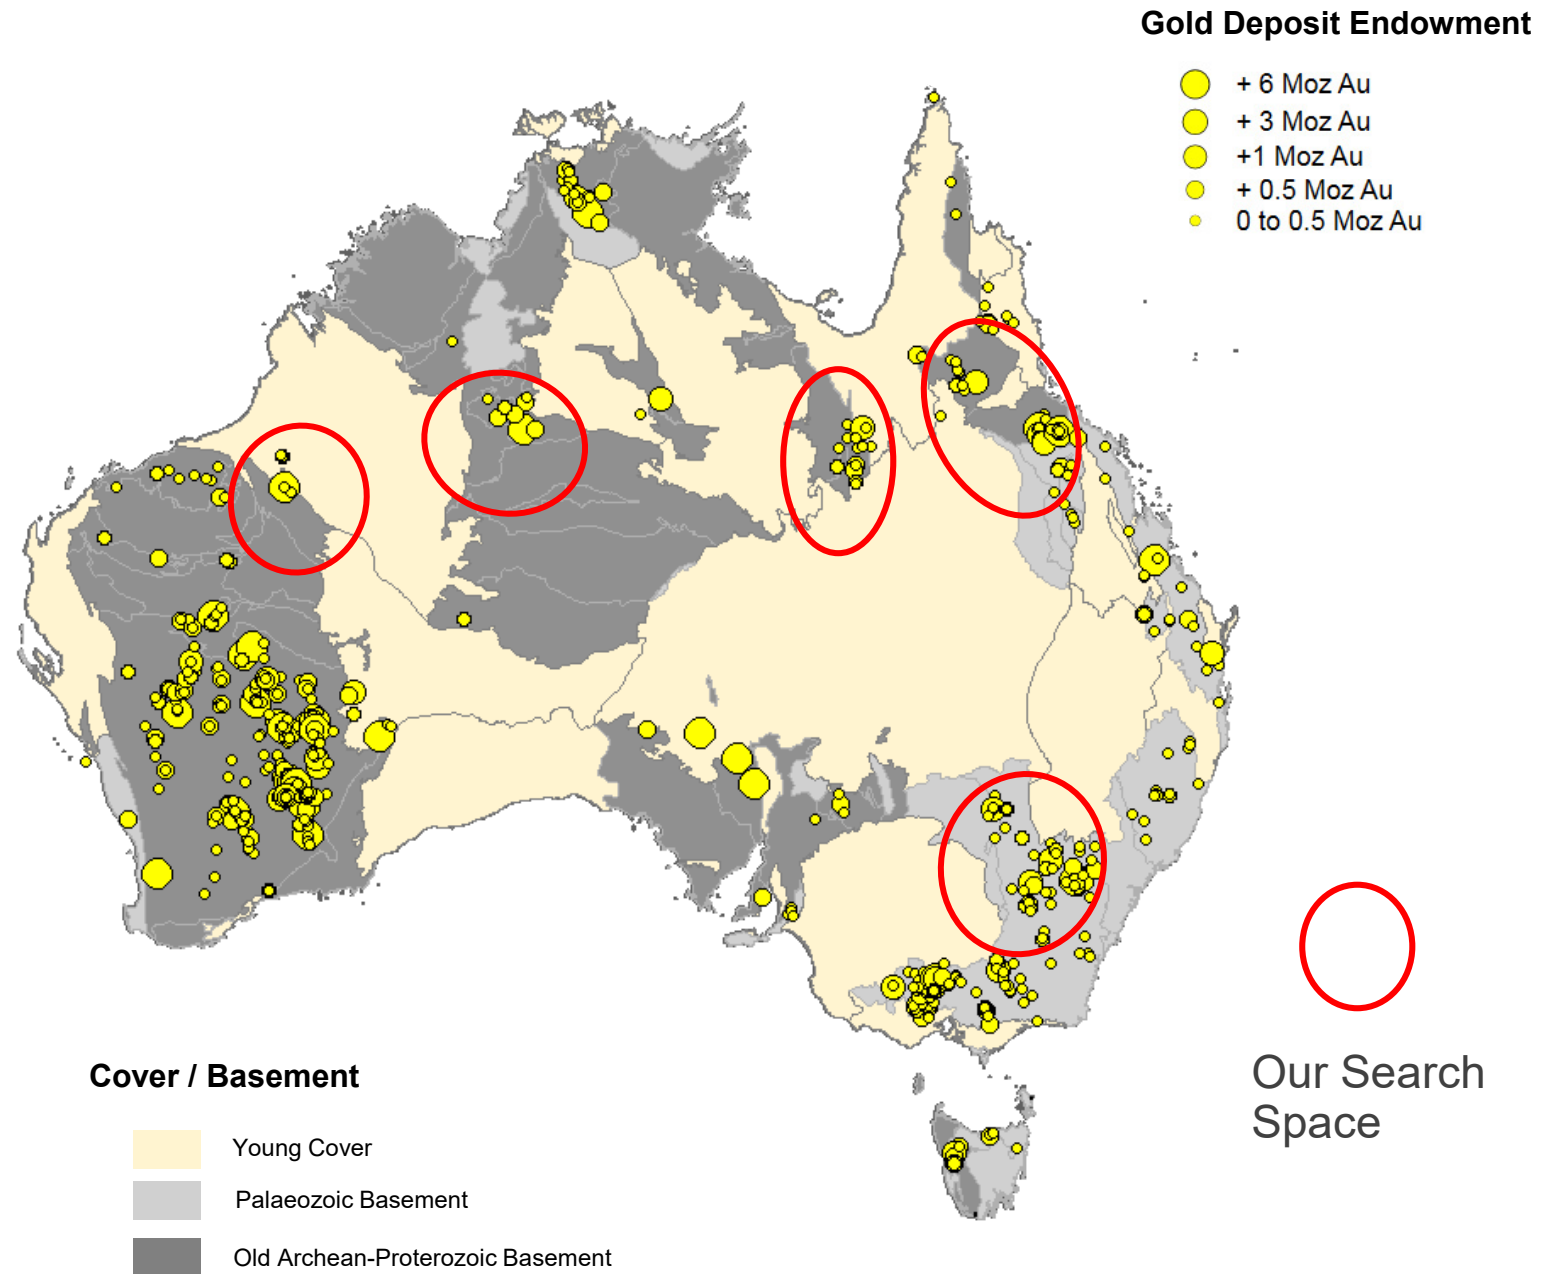 Gold Deposit Endowment
+ 6 Moz Au
+ 3 Moz Au
+1 Moz Au
+ 0.5 Moz Au
0 to 0.5 Moz Au
Our Search
Space
Cover / Basement
Young Cover
Palaeozoic Basement
Old Archean-Proterozoic Basement